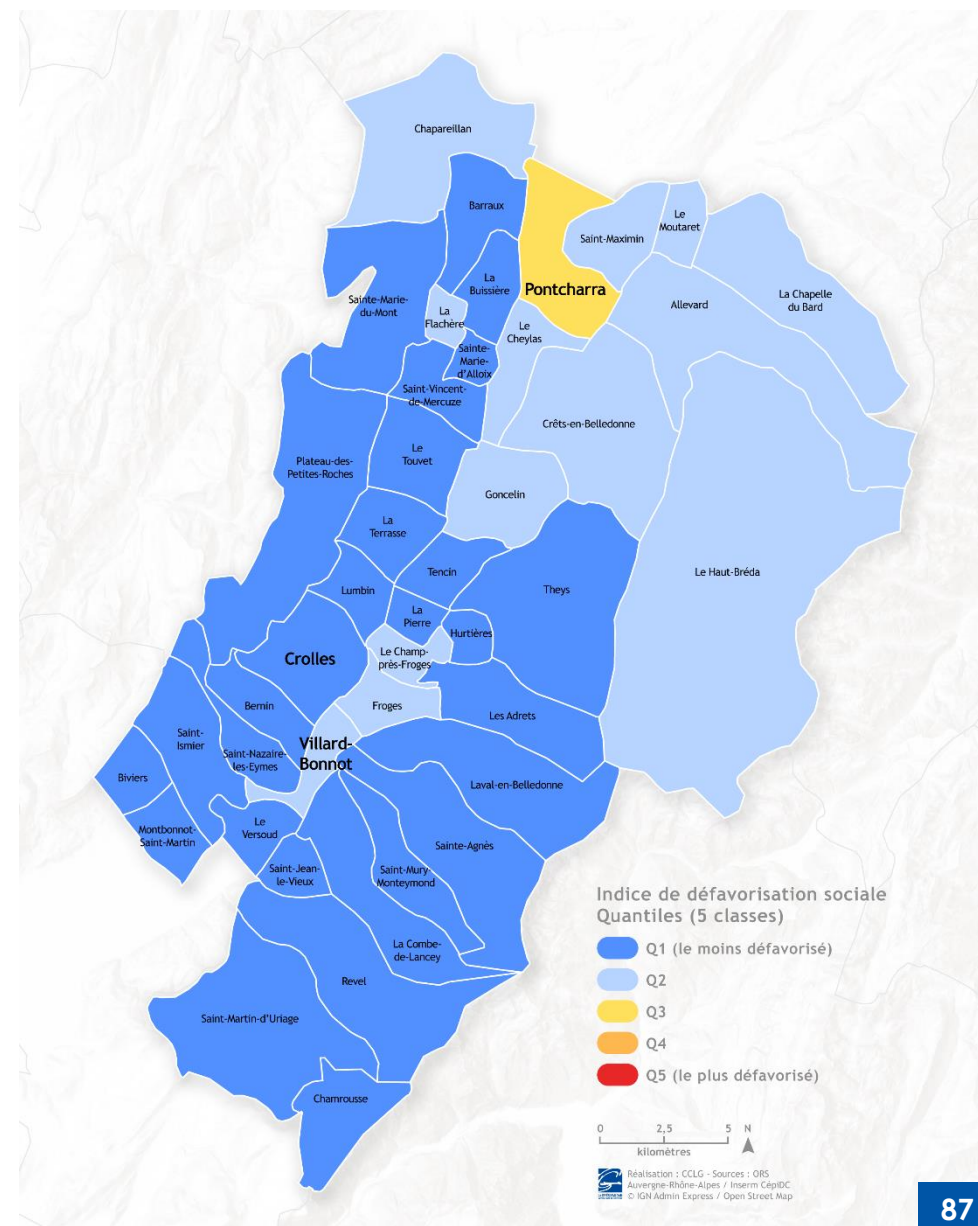 Chapareillan
Barraux
Le
Moutaret
Saint-Maximin
La
Buissière
Pontcharra
La Chapelle
du Bard
Sainte-Marie-
du-Mont
Allevard
La
Flachère
Le
Cheylas
Sainte-
Marie-
d'Alloix
Saint-Vincent-
de-Mercuze
Crêts-en-Belledonne
Le
Touvet
Plateau-des-
Petites-Roches
Goncelin
La
Terrasse
Tencin
Le Haut-Bréda
Theys
Lumbin
La
Pierre
Hurtières
Le Champ-
près-Froges
Crolles
Bernin
Froges
Les Adrets
Saint-
Ismier
Villard-
Bonnot
Saint-Nazaire-
les-Eymes
Biviers
Laval-en-Belledonne
Montbonnot-
Saint-Martin
Le
Versoud
Sainte-Agnès
Saint-Jean-
le-Vieux
Saint-Mury-
Monteymond
La Combe-
de-Lancey
Revel
Saint-Martin-d'Uriage
Chamrousse
Indice de défavorisation sociale
Quantiles (5 classes)
Q1 (le moins défavorisé)
Q2
Q3
Q4
Q5 (le plus défavorisé)
0 2,5 5 N
kilomètres
Réalisation : CCLG - Sources : ORS
Auvergne-Rhône-Alpes / Inserm CépiDC
© IGN Admin Express / Open Street Map
87